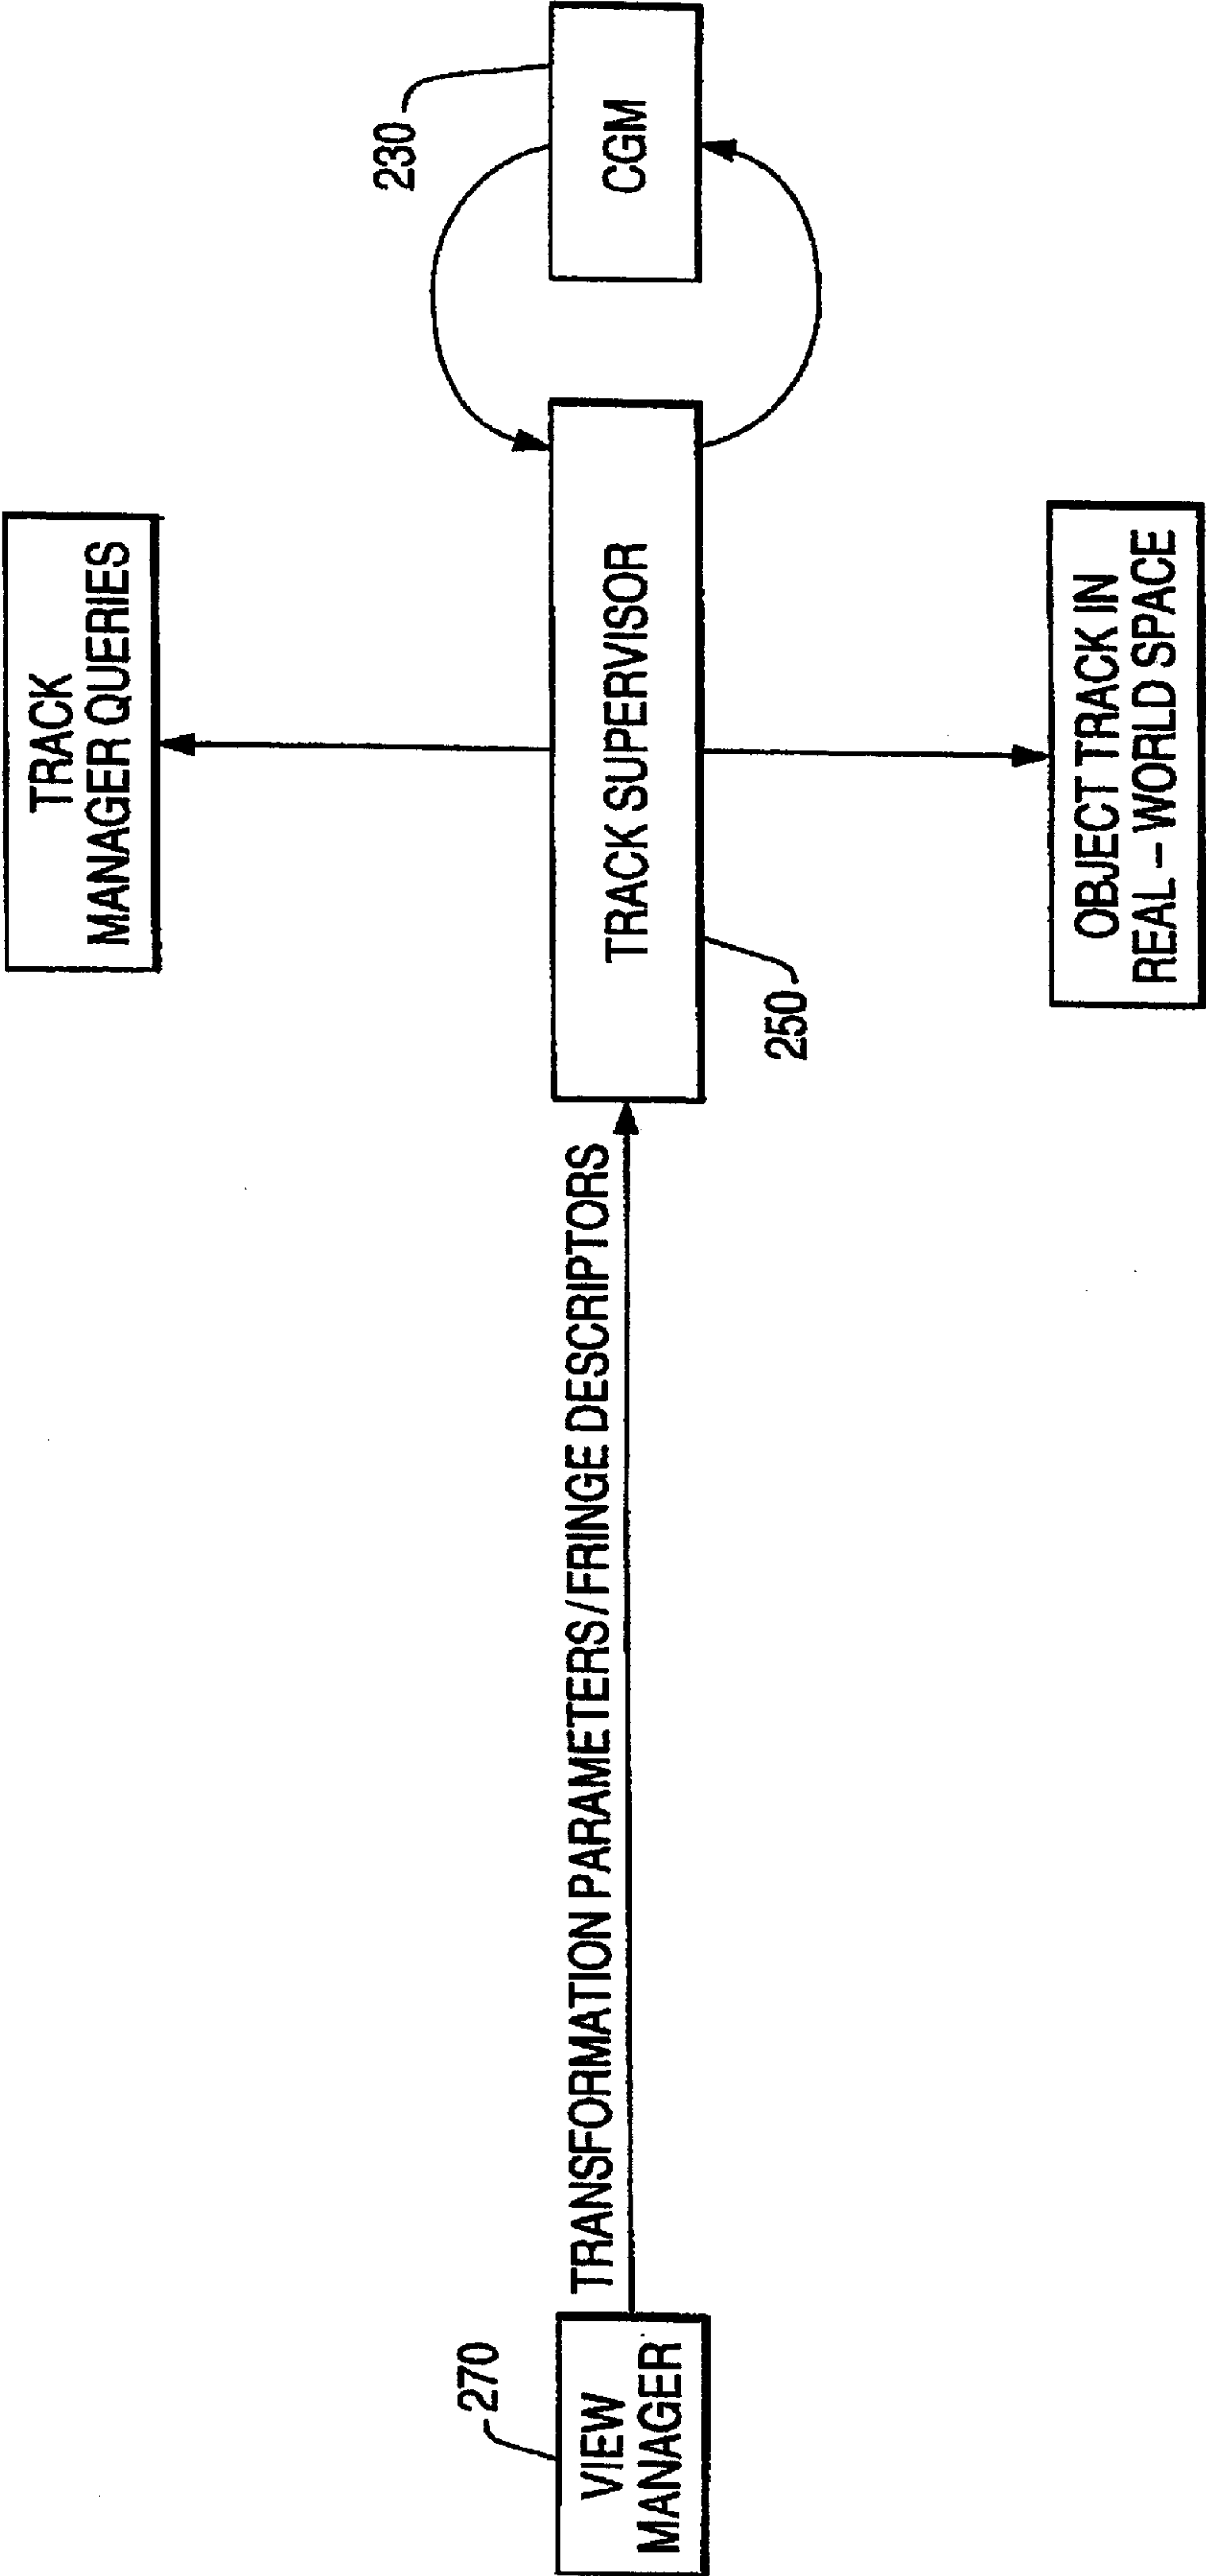 270
VIEW
MANAGER
TRANSFORMATION PARAMETERS/FRINGE DESCRIPTORS
TRACK
MANAGER QUERIES
TRACK SUPERVISOR
250
OBJECT TRACK IN
REAL – WORLD SPACE
230
CGM